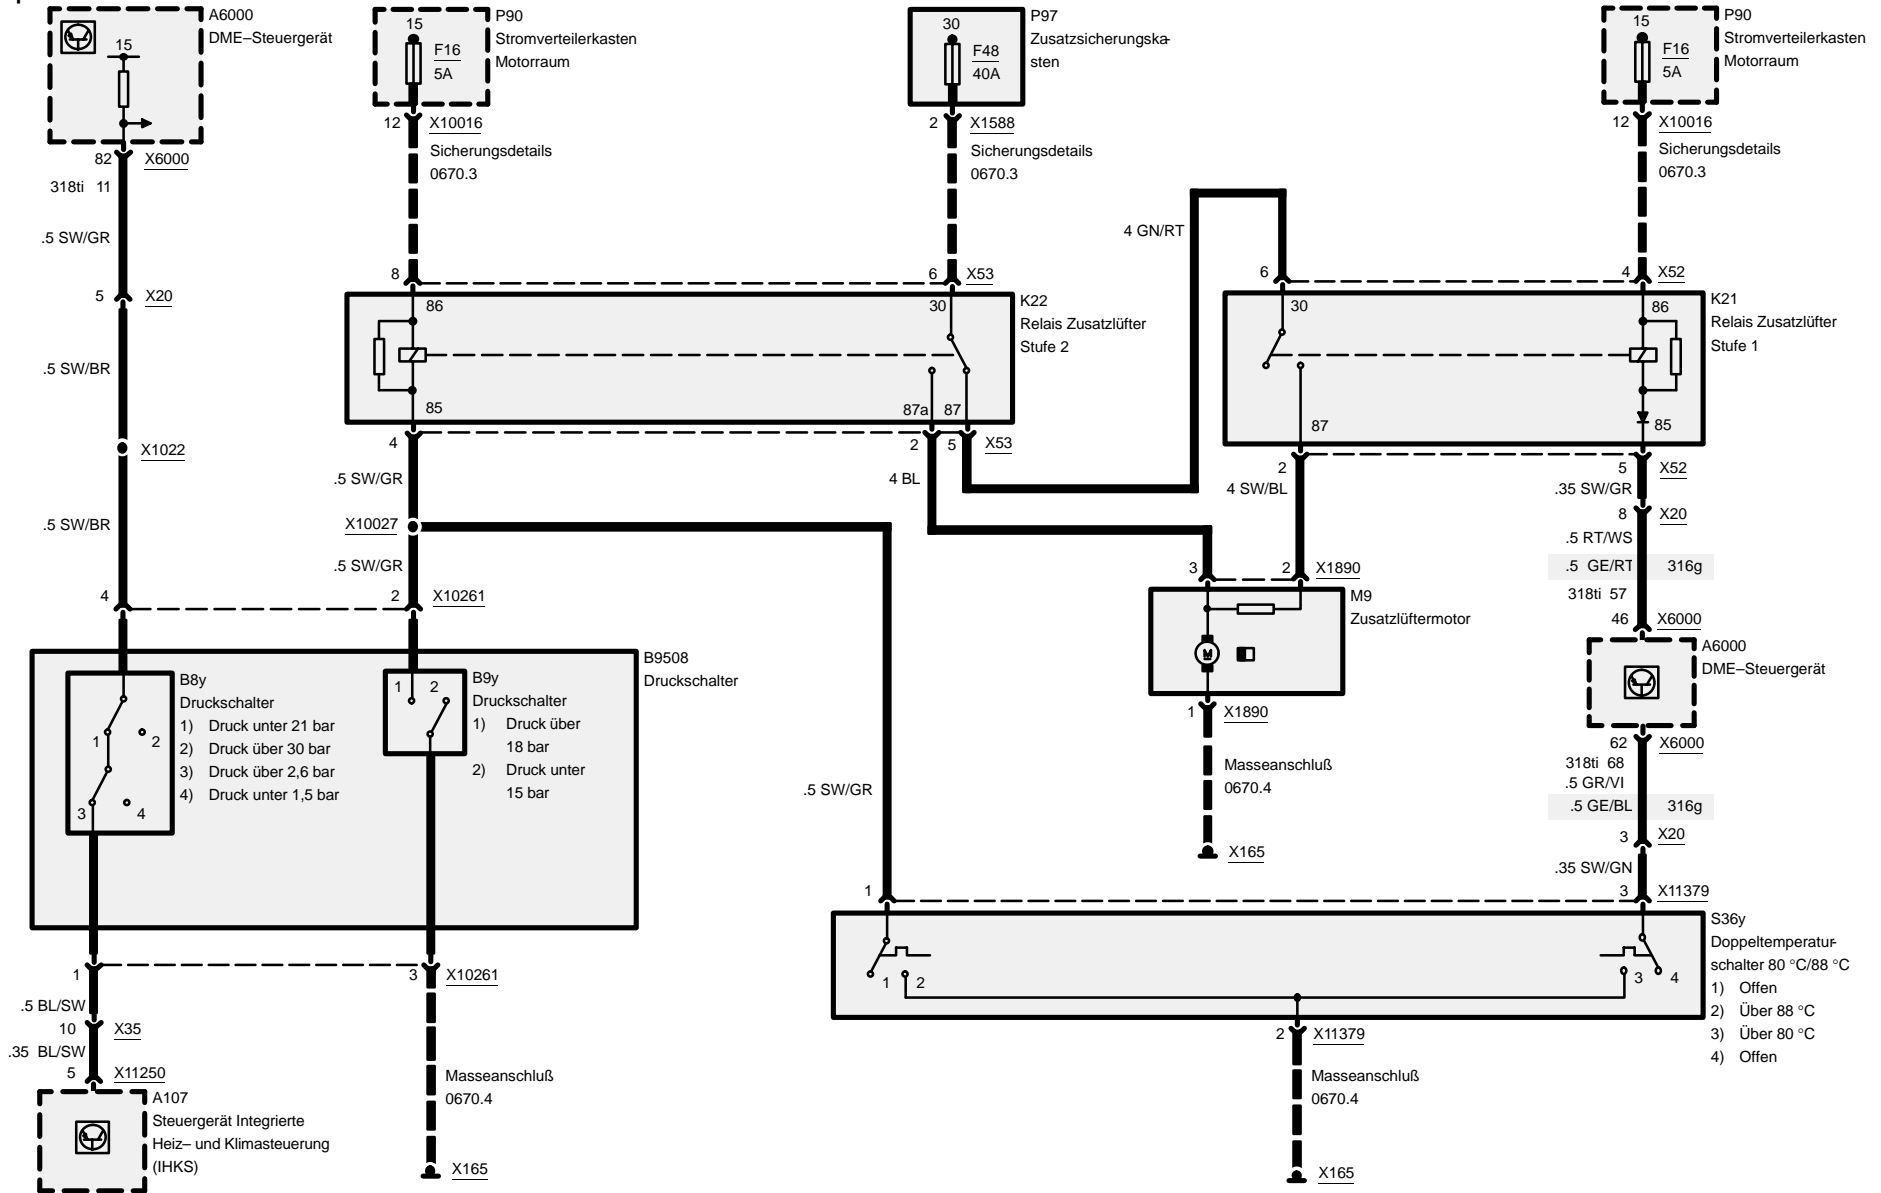 A6000
DME–Steuergerät
15
82 X6000
318ti 11
.5 SW/GR
5 X20
.5 SW/BR
X1022
.5 SW/BR
4
P90
Stromverteilerkasten
Motorraum
15
F16
5A
12 X10016
Sicherungsdetails
0670.3
8
P97
Zusatzsicherungska-
sten
30
F48
40A
2 X1588
Sicherungsdetails
0670.3
6 X53
P90
Stromverteilerkasten
Motorraum
15
F16
5A
12 X10016
Sicherungsdetails
0670.3
4 GN/RT
6
4 X52
86
30
K22
Relais Zusatzlüfter
Stufe 2
85
87a 87
4
2 5 X53
30
86
K21
Relais Zusatzlüfter
Stufe 1
87
85
2
5 X52
.5 SW/GR
4 BL
4 SW/BL
.35 SW/GR
X10027
8 X20
.5 SW/GR
.5 RT/WS
.5 GE/RT 316g
318ti 57
46 X6000
2 X10261
3
2 X1890
M9
Zusatzlüftermotor
M
1 X1890
Masseanschluß
0670.4
X165
A6000
DME–Steuergerät
62 X6000
318ti 68
.5 GR/VI
.5 GE/BL 316g
3 X20
.35 SW/GN
3 X11379
B9508
Druckschalter
B8y
Druckschalter
1) Druck unter 21 bar
2) Druck über 30 bar
3) Druck über 2,6 bar
4) Druck unter 1,5 bar
1 2
3 4
B9y
Druckschalter
1) Druck über
18 bar
2) Druck unter
15 bar
1 2
.5 SW/GR
1
S36y
Doppeltemperatur-
schalter 80 °C/88 °C
1) Offen
2) Über 88 °C
3) Über 80 °C
4) Offen
1 2
3 4
1
3 X10261
.5 BL/SW
10 X35
.35 BL/SW
5 X11250
A107
Steuergerät Integrierte
Heiz– und Klimasteuerung
(IHKS)
Masseanschluß
0670.4
X165
2 X11379
Masseanschluß
0670.4
X165